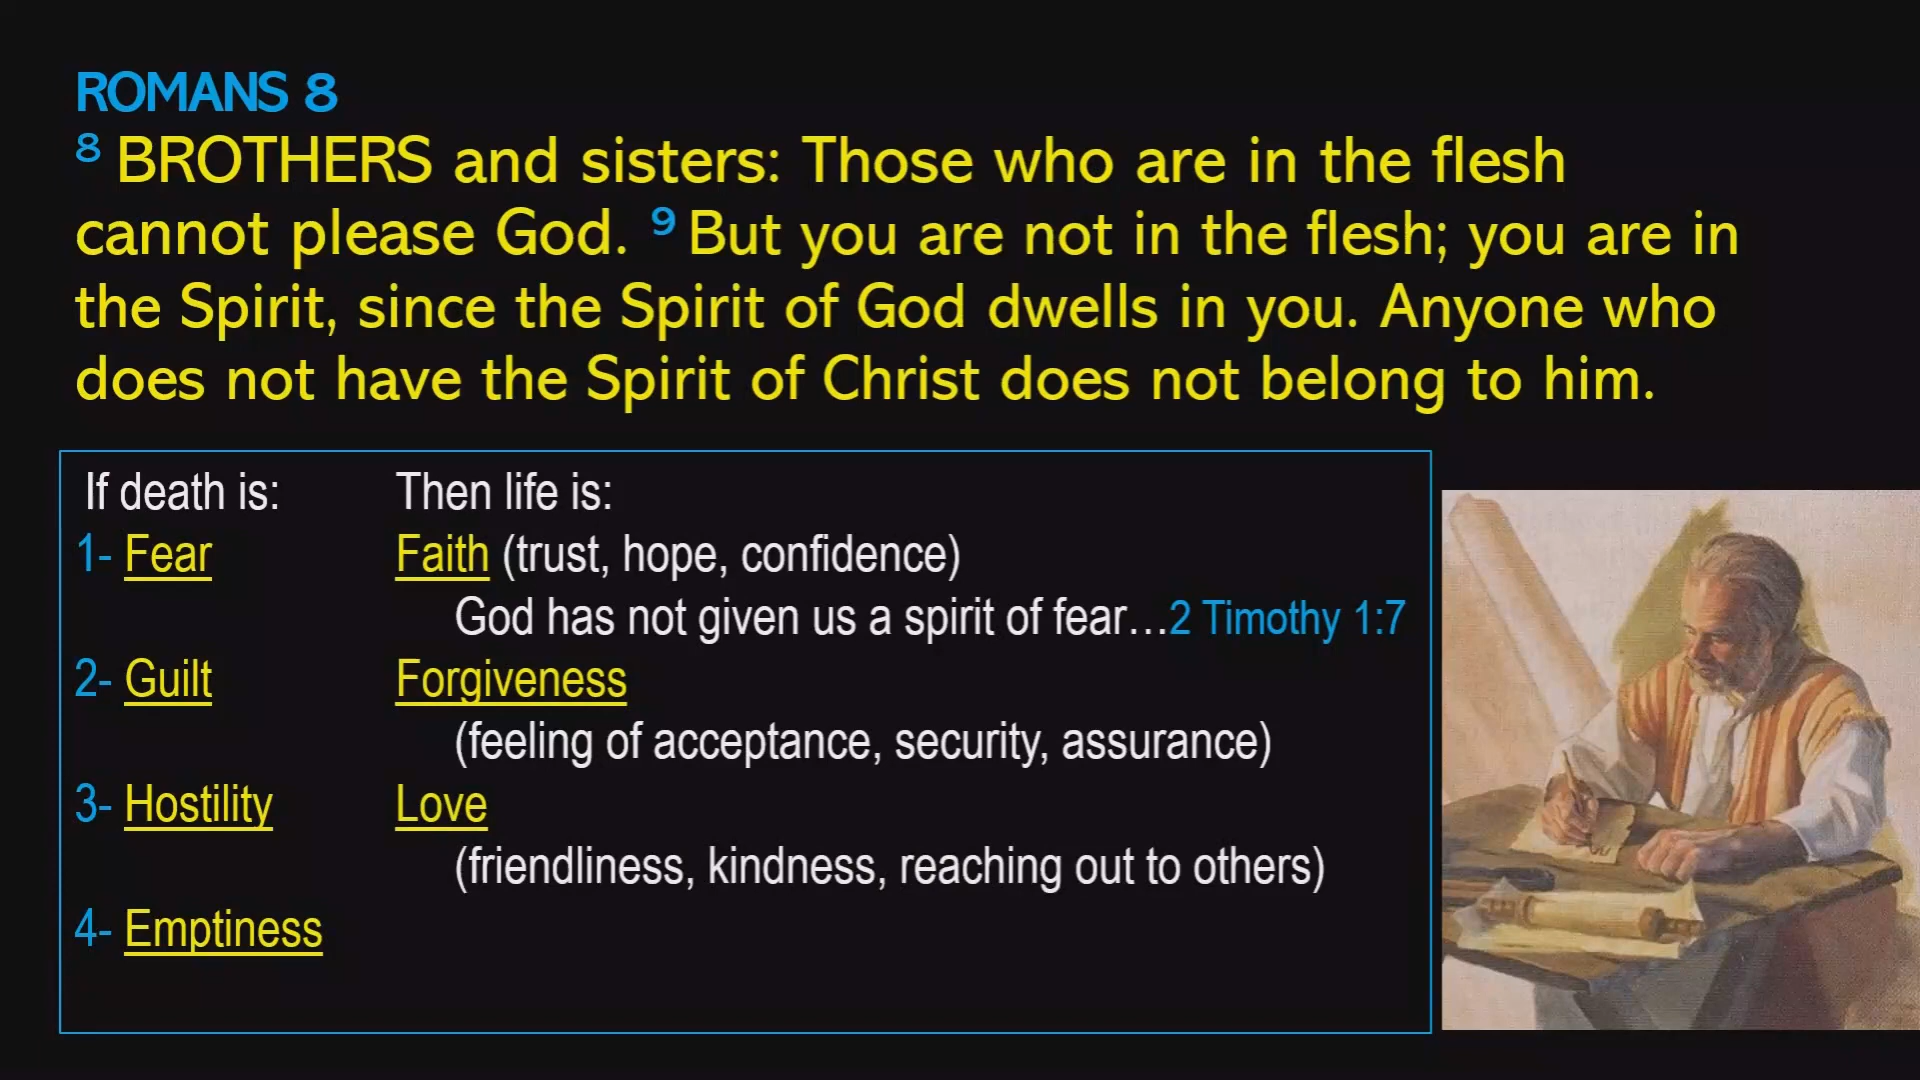 ROMANS 8
8 BROTHERS and sisters: Those who are in the flesh
cannot please God. 9 But you are not in the flesh; you are in
the Spirit, since the Spirit of God dwells in you. Anyone who
does not have the Spirit of Christ does not belong to him.
If death is: Then life is:
1- Fear Faith (trust, hope, confidence)
God has not given us a spirit of fear…2 Timothy 1:7
2- Guilt Forgiveness
(feeling of acceptance, security, assurance)
3- Hostility Love
(friendliness, kindness, reaching out to others)
4- Emptiness